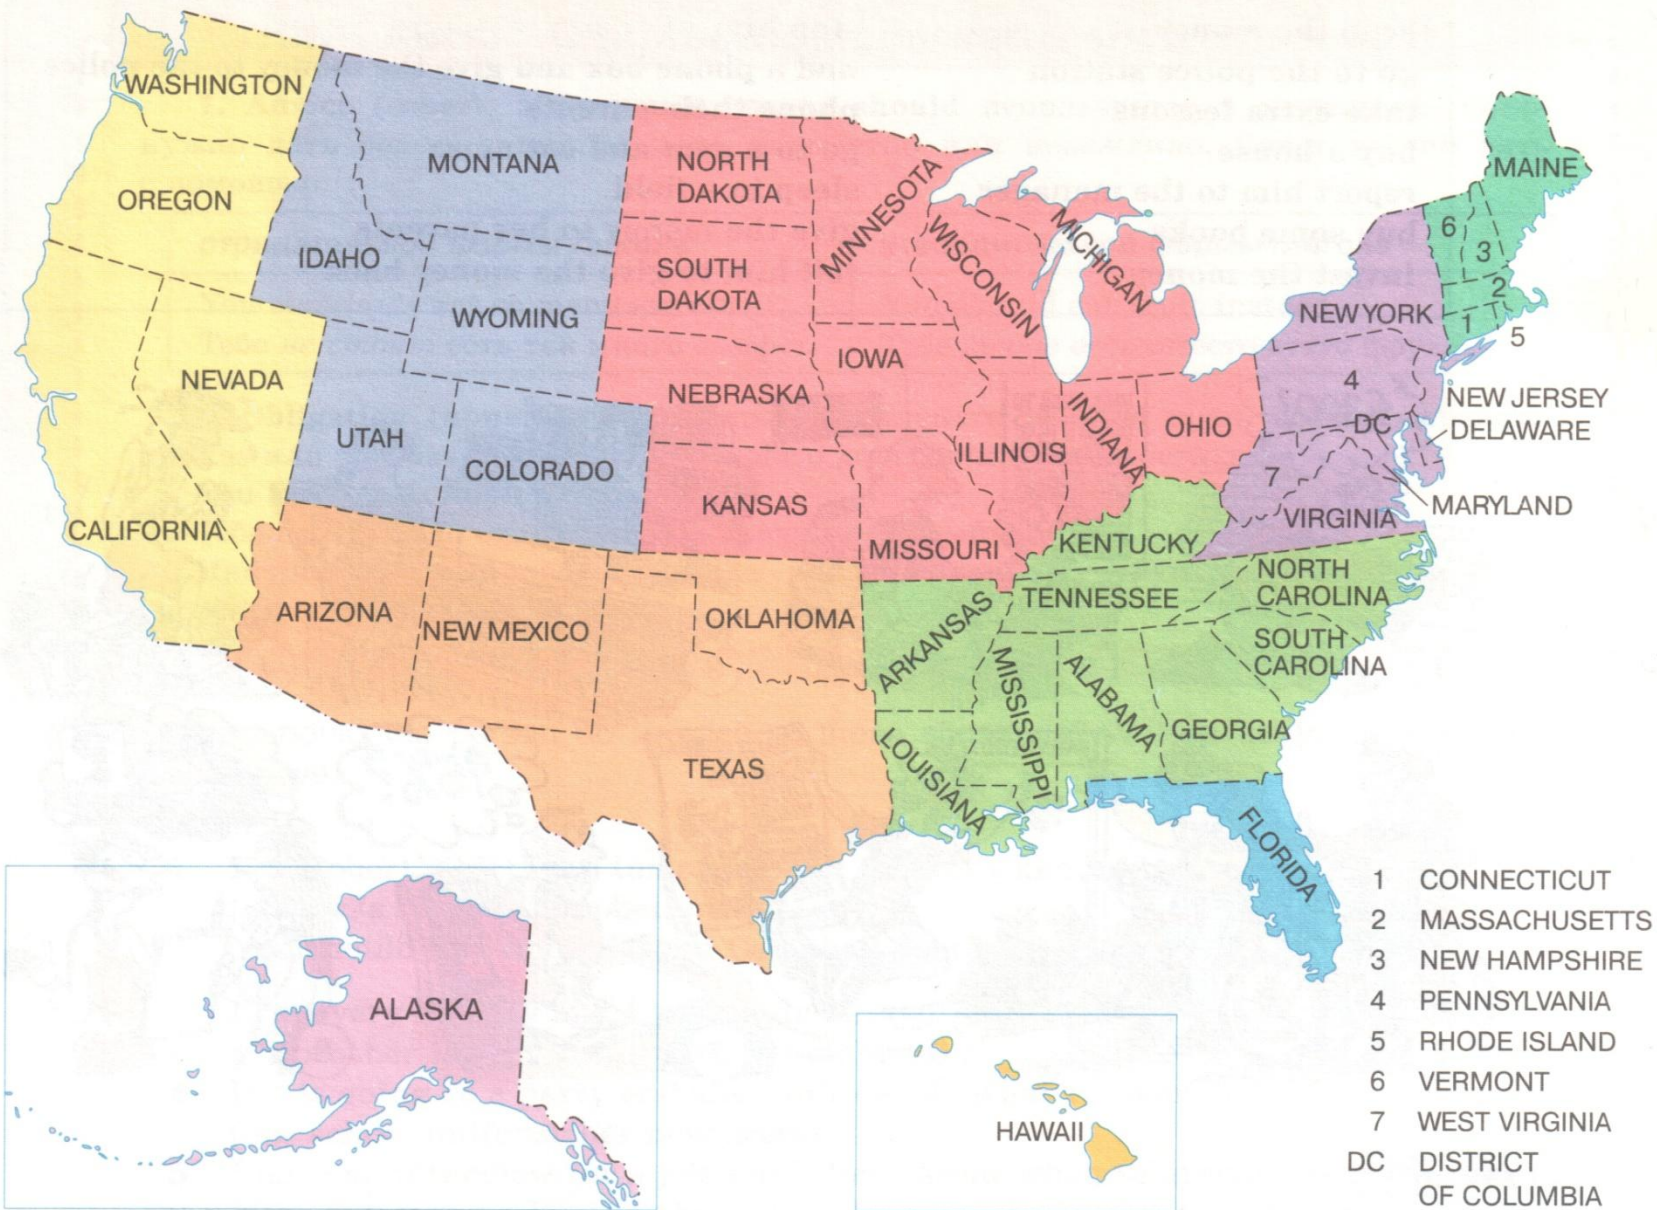 WASHINGTON
OREGON
IDAHO
MONTANA
WYOMING
NEVADA
UTAH
COLORADO
CALIFORNIA
ARIZONA
NEW MEXICO
NORTH
DAKOTA
SOUTH
DAKOTA
NEBRASKA
KANSAS
OKLAHOMA
TEXAS
MINNESOTA
IOWA
MISSOURI
WISCONSIN
ILLINOIS
MICHIGAN
INDIANA
OHIO
KENTUCKY
TENNESSEE
ARKANSAS
LOUISIANA
MISSISSIPPI
ALABAMA
GEORGIA
NORTH
CAROLINA
SOUTH
CAROLINA
FLORIDA
VIRGINIA
7
DC
4
NEW YORK
MAINE
6
3
2
1
5
NEW JERSEY
DELAWARE
MARYLAND
ALASKA
HAWAII
1 CONNECTICUT
2 MASSACHUSETTS
3 NEW HAMPSHIRE
4 PENNSYLVANIA
5 RHODE ISLAND
6 VERMONT
7 WEST VIRGINIA
DC DISTRICT
OF COLUMBIA